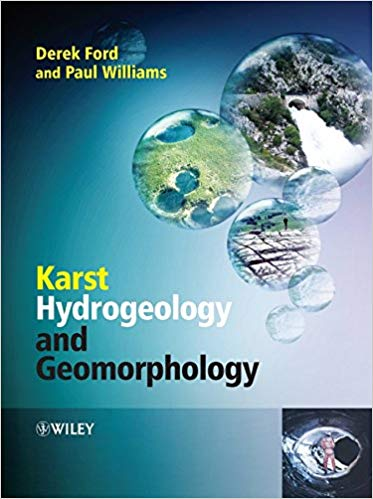 Derek Ford
and Paul Williams
Karst
Hydrogeology
and
Geomorphology
WILEY